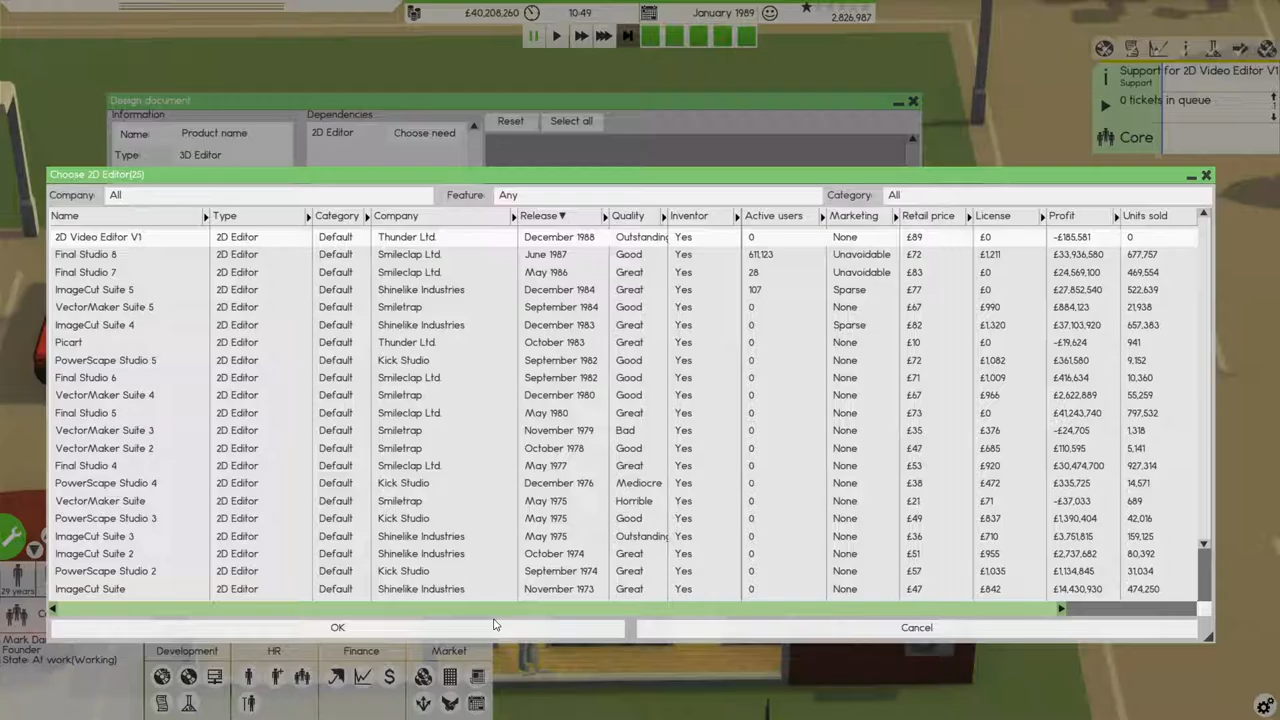 £40,208,260 10:49 January 1989 2,826,987
Support for 2D Video Editor V1
Support
0 tickets in queue
Core
Design document
Information Dependencies Reset Select all
Name: Product name 2D Editor Choose need
Type: 3D Editor
Choose 2D Editor(25)
Company: All Feature: Any Category: All
Name Type Category Company Release▼ Quality Inventor Active users Marketing Retail price License Profit Units sold
2D Video Editor V1 2D Editor Default Thunder Ltd. December 1988 Outstanding Yes 0 None £89 £0 -£185,581 0
Final Studio 8 2D Editor Default Smileclap Ltd. June 1987 Good Yes 611,123 Unavoidable £72 £1,211 £33,936,580 677,757
Final Studio 7 2D Editor Default Smileclap Ltd. May 1986 Great Yes 28 Unavoidable £83 £0 £24,569,100 469,554
ImageCut Suite 5 2D Editor Default Shinelike Industries December 1984 Great Yes 107 Sparse £77 £0 £27,852,540 522,639
VectorMaker Suite 5 2D Editor Default Smiletrap September 1984 Good Yes 0 None £67 £990 £884,123 21,938
ImageCut Suite 4 2D Editor Default Shinelike Industries December 1983 Great Yes 0 Sparse £82 £1,320 £37,103,920 657,383
Picart 2D Editor Default Thunder Ltd. October 1983 Great Yes 0 None £10 £0 -£19,624 941
PowerScape Studio 5 2D Editor Default Kick Studio September 1982 Good Yes 0 None £72 £1,082 £361,580 9,152
Final Studio 6 2D Editor Default Smileclap Ltd. September 1982 Good Yes 0 None £71 £1,009 £416,634 10,360
VectorMaker Suite 4 2D Editor Default Smiletrap December 1980 Good Yes 0 None £67 £966 £2,622,889 55,259
Final Studio 5 2D Editor Default Smileclap Ltd. May 1980 Great Yes 0 None £73 £0 £41,243,740 797,532
VectorMaker Suite 3 2D Editor Default Smiletrap November 1979 Bad Yes 0 None £35 £376 -£24,705 1,318
VectorMaker Suite 2 2D Editor Default Smiletrap October 1978 Good Yes 0 None £47 £685 £110,595 5,141
Final Studio 4 2D Editor Default Smileclap Ltd. May 1977 Great Yes 0 None £53 £920 £30,474,700 927,314
PowerScape Studio 4 2D Editor Default Kick Studio December 1976 Mediocre Yes 0 None £38 £472 £335,725 14,571
VectorMaker Suite 2D Editor Default Smiletrap May 1975 Horrible Yes 0 None £21 £71 -£37,033 689
PowerScape Studio 3 2D Editor Default Kick Studio May 1975 Good Yes 0 None £49 £837 £1,390,404 42,016
ImageCut Suite 3 2D Editor Default Shinelike Industries May 1975 Outstanding Yes 0 None £36 £710 £3,751,815 159,125
ImageCut Suite 2 2D Editor Default Shinelike Industries October 1974 Great Yes 0 None £51 £955 £2,737,682 80,392
PowerScape Studio 2 2D Editor Default Kick Studio September 1974 Great Yes 0 None £57 £1,035 £1,134,845 31,034
ImageCut Suite 2D Editor Default Shinelike Industries November 1973 Great Yes 0 None £47 £842 £14,430,930 474,250
OK Cancel
29 years
Mark Da
Founder
State: At work(Working)
Development HR Finance Market